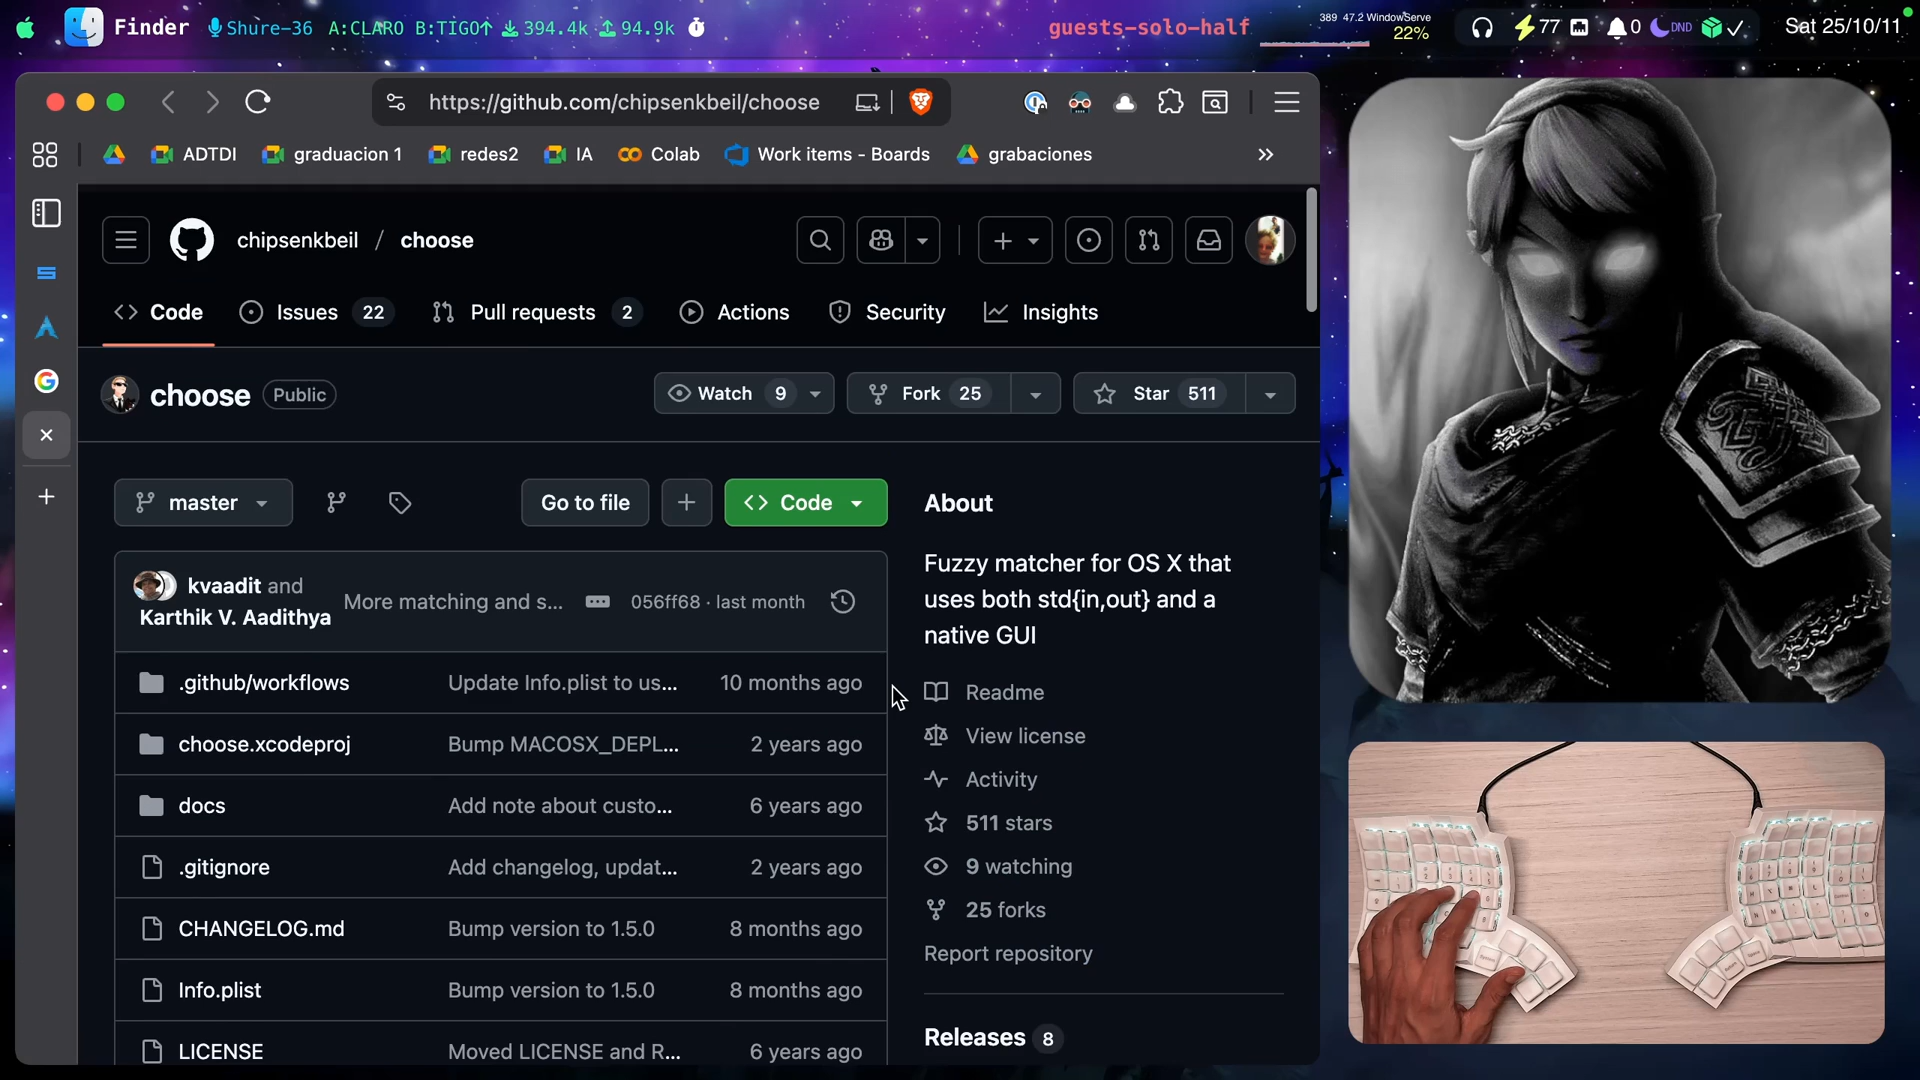 Finder
Shure-36 A:CLARO B:TIGO↑ 394.4k 94.9k
guests-solo-half
389 47.2 WindowServe
22%
77
0
DND
Sat 25/10/11
https://github.com/chipsenkbeil/choose
ADTDI
graduacion 1
redes2
IA
Colab
Work items - Boards
grabaciones
chipsenkbeil / choose
Code
Issues 22
Pull requests 2
Actions
Security
Insights
choose Public
Watch 9
Fork 25
Star 511
master
Go to file
Code
About
Fuzzy matcher for OS X that
uses both std{in,out} and a
native GUI
kvaadit and
Karthik V. Aadithya
More matching and s...
056ff68 · last month
.github/workflows Update Info.plist to us... 10 months ago
choose.xcodeproj Bump MACOSX_DEPL... 2 years ago
docs Add note about custo... 6 years ago
.gitignore Add changelog, updat... 2 years ago
CHANGELOG.md Bump version to 1.5.0 8 months ago
Info.plist Bump version to 1.5.0 8 months ago
LICENSE Moved LICENSE and R... 6 years ago
Readme
View license
Activity
511 stars
9 watching
25 forks
Report repository
Releases 8